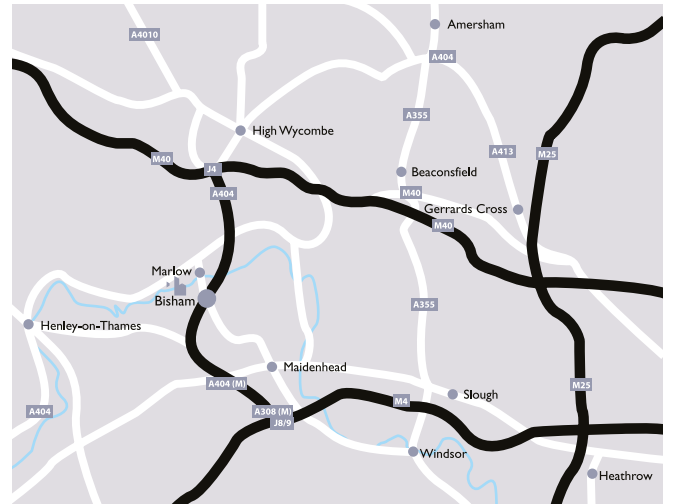 Amersham
A4010
A404
A355
High Wycombe
A413
M25
M40
J4
Beaconsfield
A404
M40
Gerrards Cross
M40
Marlow
Bisham
A355
Henley-on-Thames
Maidenhead
A404 (M)
M25
Slough
M4
A404
A308 (M)
J8/9
Windsor
Heathrow